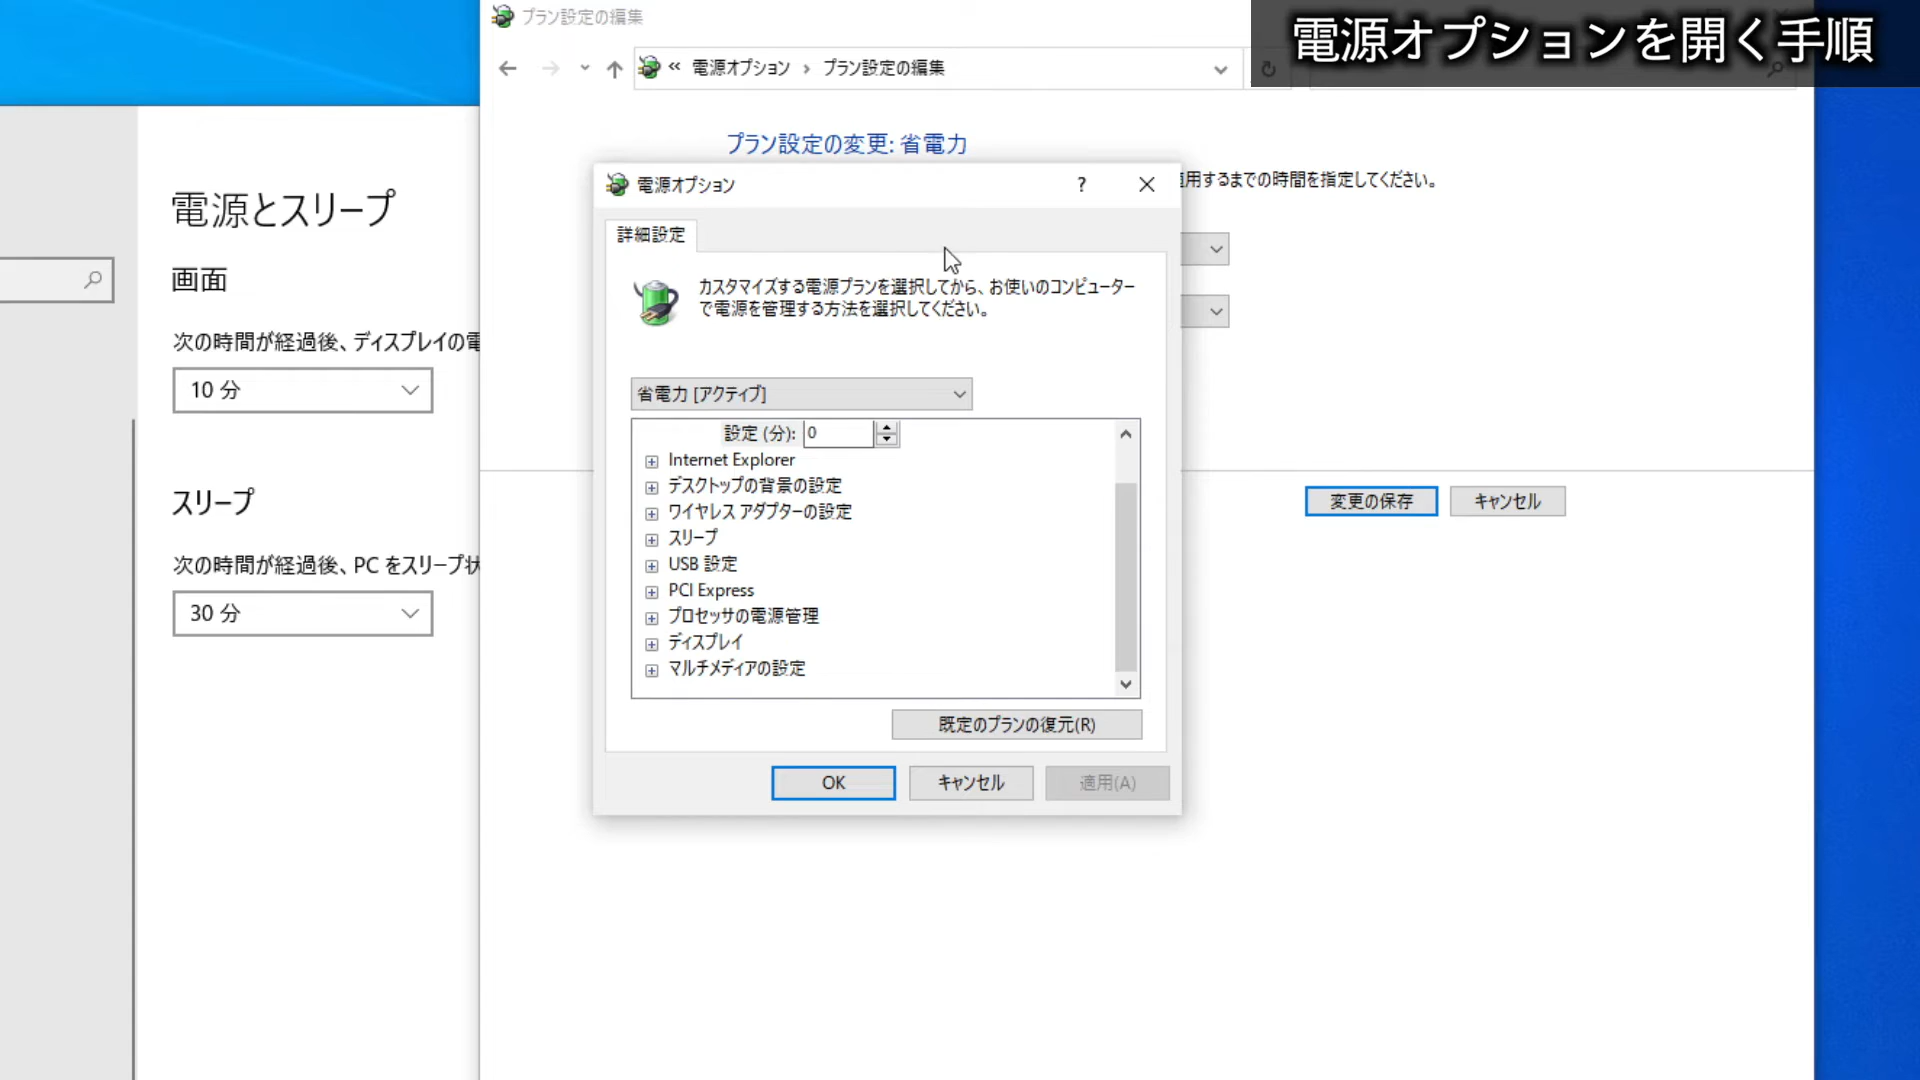 プラン設定の編集
電源オプションを開く手順
« 電源オプション › プラン設定の編集
プラン設定の変更: 省電力
用するまでの時間を指定してください。
電源とスリープ
画面
次の時間が経過後、ディスプレイの電
10 分
スリープ
次の時間が経過後、PC をスリープ状
30 分
電源オプション
詳細設定
カスタマイズする電源プランを選択してから、お使いのコンピューター
で電源を管理する方法を選択してください。
省電力 [アクティブ]
設定 (分): 0
Internet Explorer
デスクトップの背景の設定
ワイヤレス アダプターの設定
スリープ
USB 設定
PCI Express
プロセッサの電源管理
ディスプレイ
マルチメディアの設定
既定のプランの復元(R)
OK キャンセル 適用(A)
変更の保存 キャンセル